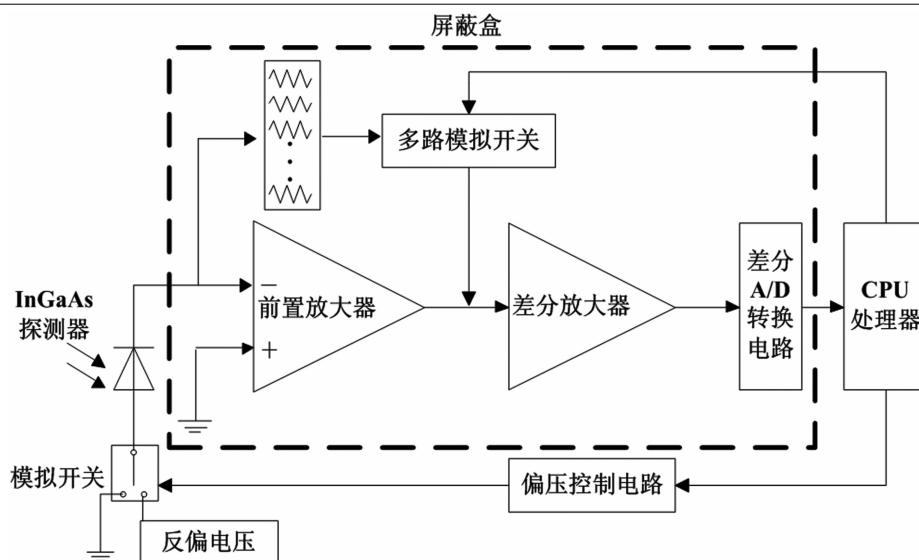 屏蔽盒
多路模拟开关
InGaAs
探测器
−
前置放大器
+
差分放大器
差分
A/D
转换
电路
CPU
处理器
模拟开关
偏压控制电路
反偏电压